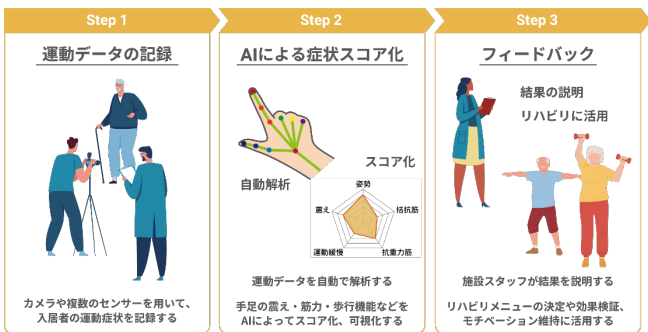 Step 1
運動データの記録
カメラや複数のセンサーを用いて、
入居者の運動症状を記録する
Step 2
AIによる症状スコア化
自動解析
スコア化
姿勢
震え
拮抗筋
運動緩慢
抗重力筋
運動データを自動で解析する
手足の震え・筋力・歩行機能などを
AIによってスコア化、可視化する
Step 3
フィードバック
結果の説明
リハビリに活用
施設スタッフが結果を説明する
リハビリメニューの決定や効果検証、
モチベーション維持に活用する